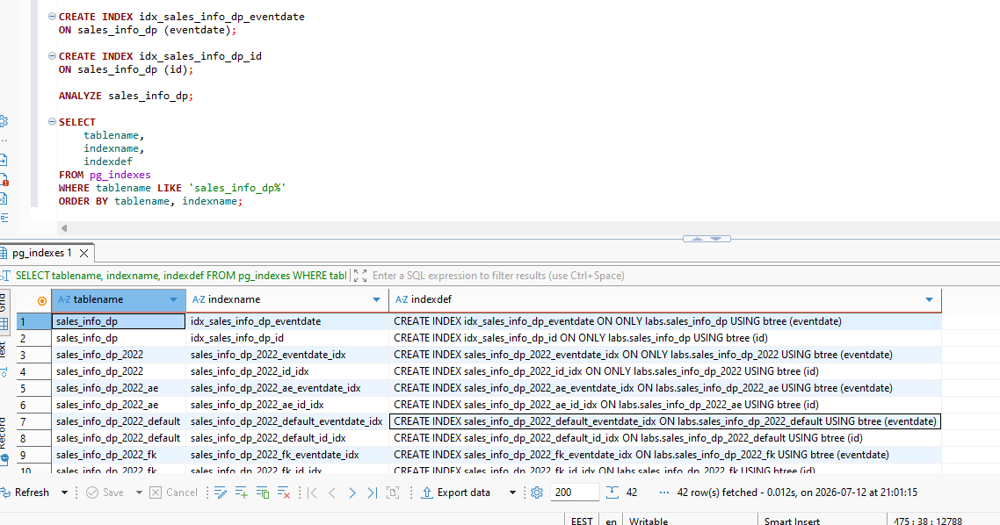 CREATE INDEX idx_sales_info_dp_eventdate
ON sales_info_dp (eventdate);
CREATE INDEX idx_sales_info_dp_id
ON sales_info_dp (id);
ANALYZE sales_info_dp;
SELECT
tablename,
indexname,
indexdef
FROM pg_indexes
WHERE tablename LIKE 'sales_info_dp%'
ORDER BY tablename, indexname;
pg_indexes 1
SELECT tablename, indexname, indexdef FROM pg_indexes WHERE tabl Enter a SQL expression to filter results (use Ctrl+Space)
Grid
Text
Record
A-Z tablename A-Z indexname A-Z indexdef
1 sales_info_dp idx_sales_info_dp_eventdate CREATE INDEX idx_sales_info_dp_eventdate ON ONLY labs.sales_info_dp USING btree (eventdate)
2 sales_info_dp idx_sales_info_dp_id CREATE INDEX idx_sales_info_dp_id ON ONLY labs.sales_info_dp USING btree (id)
3 sales_info_dp_2022 sales_info_dp_2022_eventdate_idx CREATE INDEX sales_info_dp_2022_eventdate_idx ON ONLY labs.sales_info_dp_2022 USING btree (eventdate)
4 sales_info_dp_2022 sales_info_dp_2022_id_idx CREATE INDEX sales_info_dp_2022_id_idx ON ONLY labs.sales_info_dp_2022 USING btree (id)
5 sales_info_dp_2022_ae sales_info_dp_2022_ae_eventdate_idx CREATE INDEX sales_info_dp_2022_ae_eventdate_idx ON labs.sales_info_dp_2022_ae USING btree (eventdate)
6 sales_info_dp_2022_ae sales_info_dp_2022_ae_id_idx CREATE INDEX sales_info_dp_2022_ae_id_idx ON labs.sales_info_dp_2022_ae USING btree (id)
7 sales_info_dp_2022_default sales_info_dp_2022_default_eventdate_idx CREATE INDEX sales_info_dp_2022_default_eventdate_idx ON labs.sales_info_dp_2022_default USING btree (eventdate)
8 sales_info_dp_2022_default sales_info_dp_2022_default_id_idx CREATE INDEX sales_info_dp_2022_default_id_idx ON labs.sales_info_dp_2022_default USING btree (id)
9 sales_info_dp_2022_fk sales_info_dp_2022_fk_eventdate_idx CREATE INDEX sales_info_dp_2022_fk_eventdate_idx ON labs.sales_info_dp_2022_fk USING btree (eventdate)
10 sales_info_dp_2022_fk sales_info_dp_2022_fk_id_idx CREATE INDEX sales_info_dp_2022_fk_id_idx ON labs.sales_info_dp_2022_fk USING btree (id)
Refresh Save Cancel Export data 200 42 42 row(s) fetched - 0.012s, on 2026-07-12 at 21:01:15
EEST en Writable Smart Insert 475 : 38 : 12788